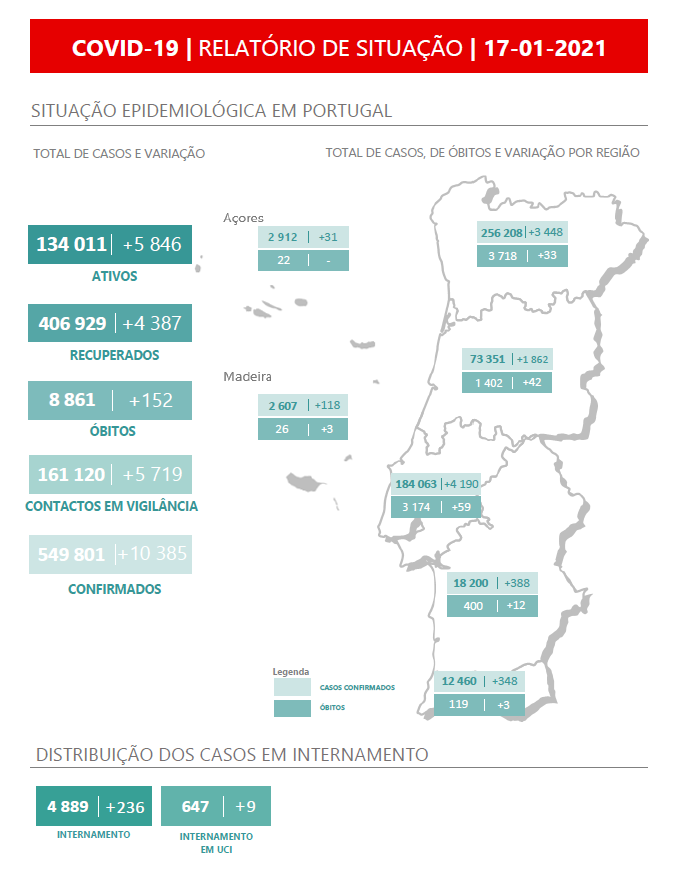 COVID-19 | RELATÓRIO DE SITUAÇÃO | 17-01-2021
SITUAÇÃO EPIDEMIOLÓGICA EM PORTUGAL
TOTAL DE CASOS E VARIAÇÃO
134 011 +5 846
ATIVOS
406 929 +4 387
RECUPERADOS
8 861 +152
ÓBITOS
161 120 +5 719
CONTACTOS EM VIGILÂNCIA
549 801 +10 385
CONFIRMADOS
TOTAL DE CASOS, DE ÓBITOS E VARIAÇÃO POR REGIÃO
Açores
2 912 +31
22 -
256 208 +3 448
3 718 +33
73 351 +1 862
1 402 +42
Madeira
2 607 +118
26 +3
184 063 +4 190
3 174 +59
18 200 +388
400 +12
12 460 +348
119 +3
Legenda
CASOS CONFIRMADOS
ÓBITOS
DISTRIBUIÇÃO DOS CASOS EM INTERNAMENTO
4 889 +236
INTERNAMENTO
647 +9
INTERNAMENTO
EM UCI